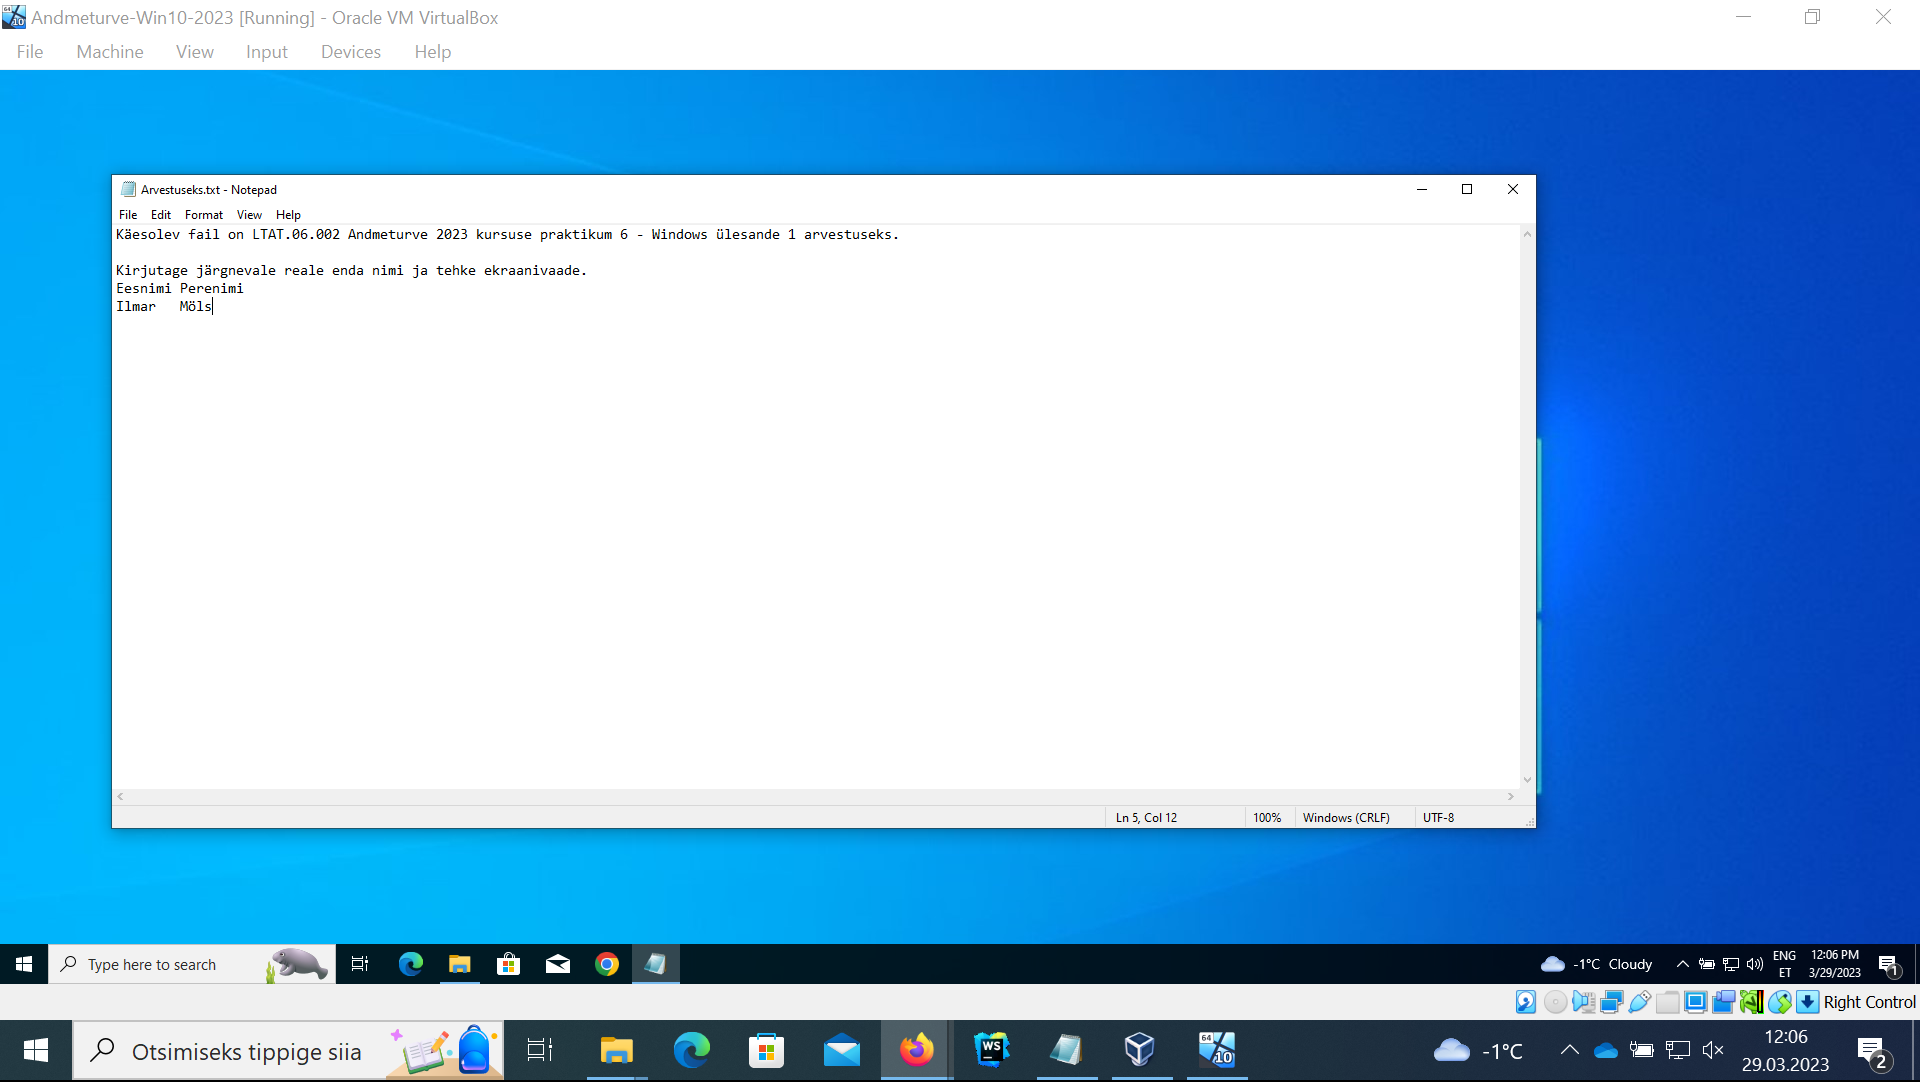 Andmeturve-Win10-2023 [Running] - Oracle VM VirtualBox
File Machine View Input Devices Help
Arvestuseks.txt - Notepad
File Edit Format View Help
Käesolev fail on LTAT.06.002 Andmeturve 2023 kursuse praktikum 6 - Windows ülesande 1 arvestuseks.
Kirjutage järgnevale reale enda nimi ja tehke ekraanivaade.
Eesnimi Perenimi
Ilmar Möls
Ln 5, Col 12 100% Windows (CRLF) UTF-8
Type here to search
-1°C Cloudy
ENG
ET
12:06 PM
3/29/2023
1
Right Control
Otsimiseks tippige siia
WS
64
10
-1°C
12:06
29.03.2023
2